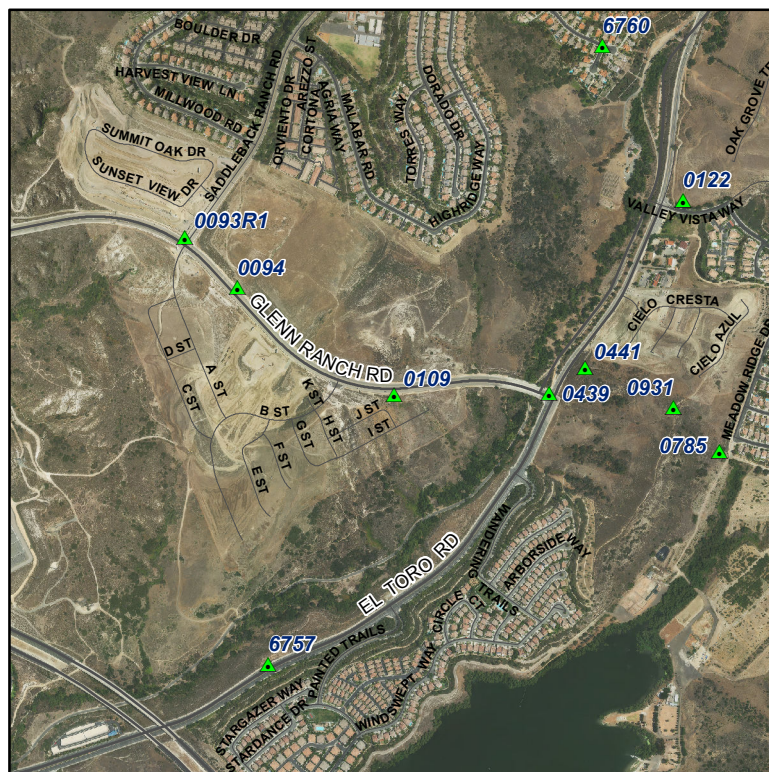 6760
BOULDER DR
HARVEST VIEW LN
MILLWOOD RD
SADDLEBACK RANCH RD
ORVIENTO DR
AREZZO ST
CORTONA
AGRIA WAY
MALABAR RD
TORRES WAY
DORADO DR
HIGHRIDGE WAY
OAK GROVE TR
SUMMIT OAK DR
SUNSET VIEW DR
0122
VALLEY VISTA WAY
0093R1
0094
GLENN RANCH RD
CIELO CRESTA
CIELO AZUL
MEADOW RIDGE DR
D ST
A ST
C ST
B ST
K ST
H ST
G ST
J ST
I ST
F ST
E ST
0109
0441
0439
0931
0785
EL TORO RD
WANDERING TRAILS
ARBORSIDE WAY
CIRCLE CT
6757
STARGAZER WAY
STARDANCE DR
PAINTED TRAILS
WINDSWEPT WAY